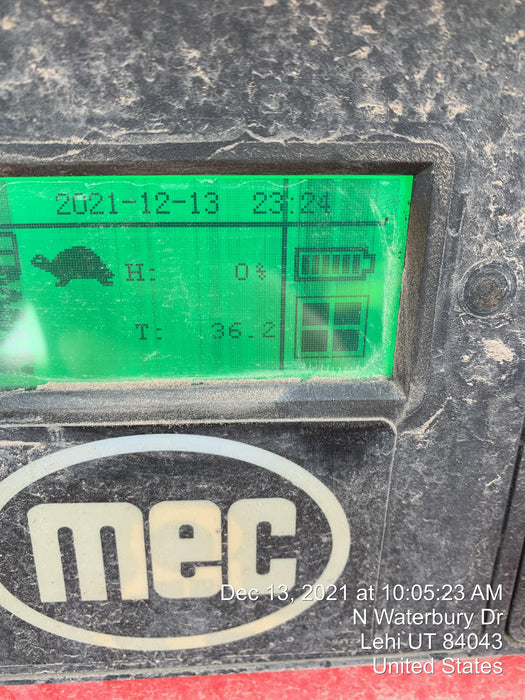 2021-12-13 23:24
H: 0%
T: 36.2
mec
Dec 13, 2021 at 10:05:23 AM
N Waterbury Dr
Lehi UT 84043
United States